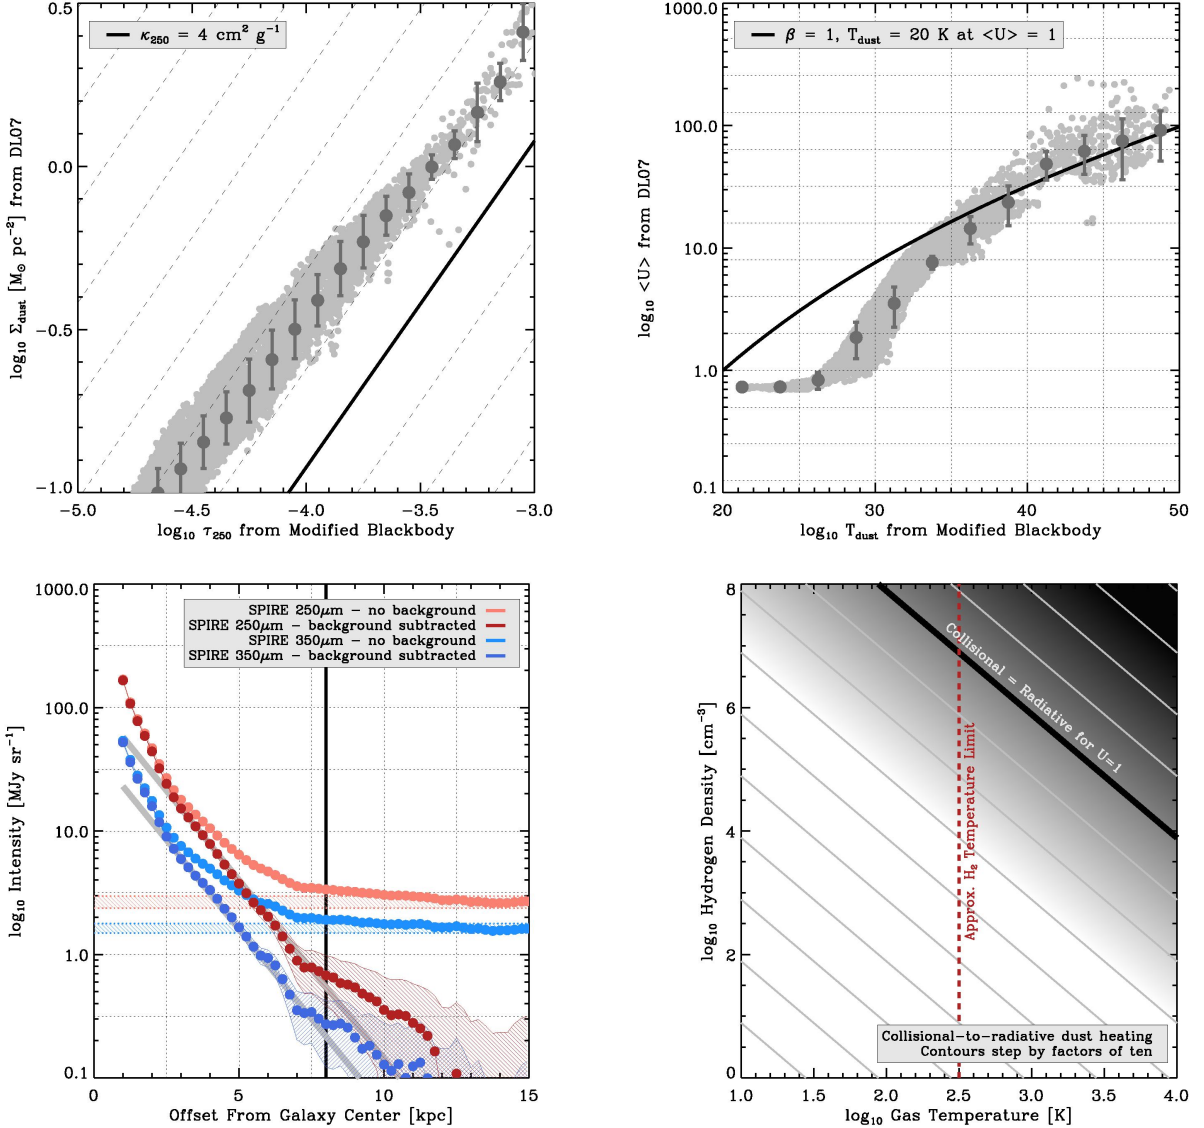 κ250 = 4 cm² g⁻¹
0.5
0.0
−0.5
−1.0
log10 Σdust [M⊙ pc⁻²] from DL07
−5.0 −4.5 −4.0 −3.5 −3.0
log10 τ250 from Modified Blackbody
β = 1, Tdust = 20 K at <U> = 1
1000.0
100.0
10.0
1.0
0.1
log10 <U> from DL07
20 30 40 50
log10 Tdust from Modified Blackbody
SPIRE 250μm − no background
SPIRE 250μm − background subtracted
SPIRE 350μm − no background
SPIRE 350μm − background subtracted
1000.0
100.0
10.0
1.0
0.1
log10 Intensity [MJy sr⁻¹]
0 5 10 15
Offset From Galaxy Center [kpc]
8
6
4
2
0
log10 Hydrogen Density [cm⁻³]
Collisional = Radiative for U=1
Approx. H2 Temperature Limit
Collisional-to-radiative dust heating
Contours step by factors of ten
1.0 1.5 2.0 2.5 3.0 3.5 4.0
log10 Gas Temperature [K]